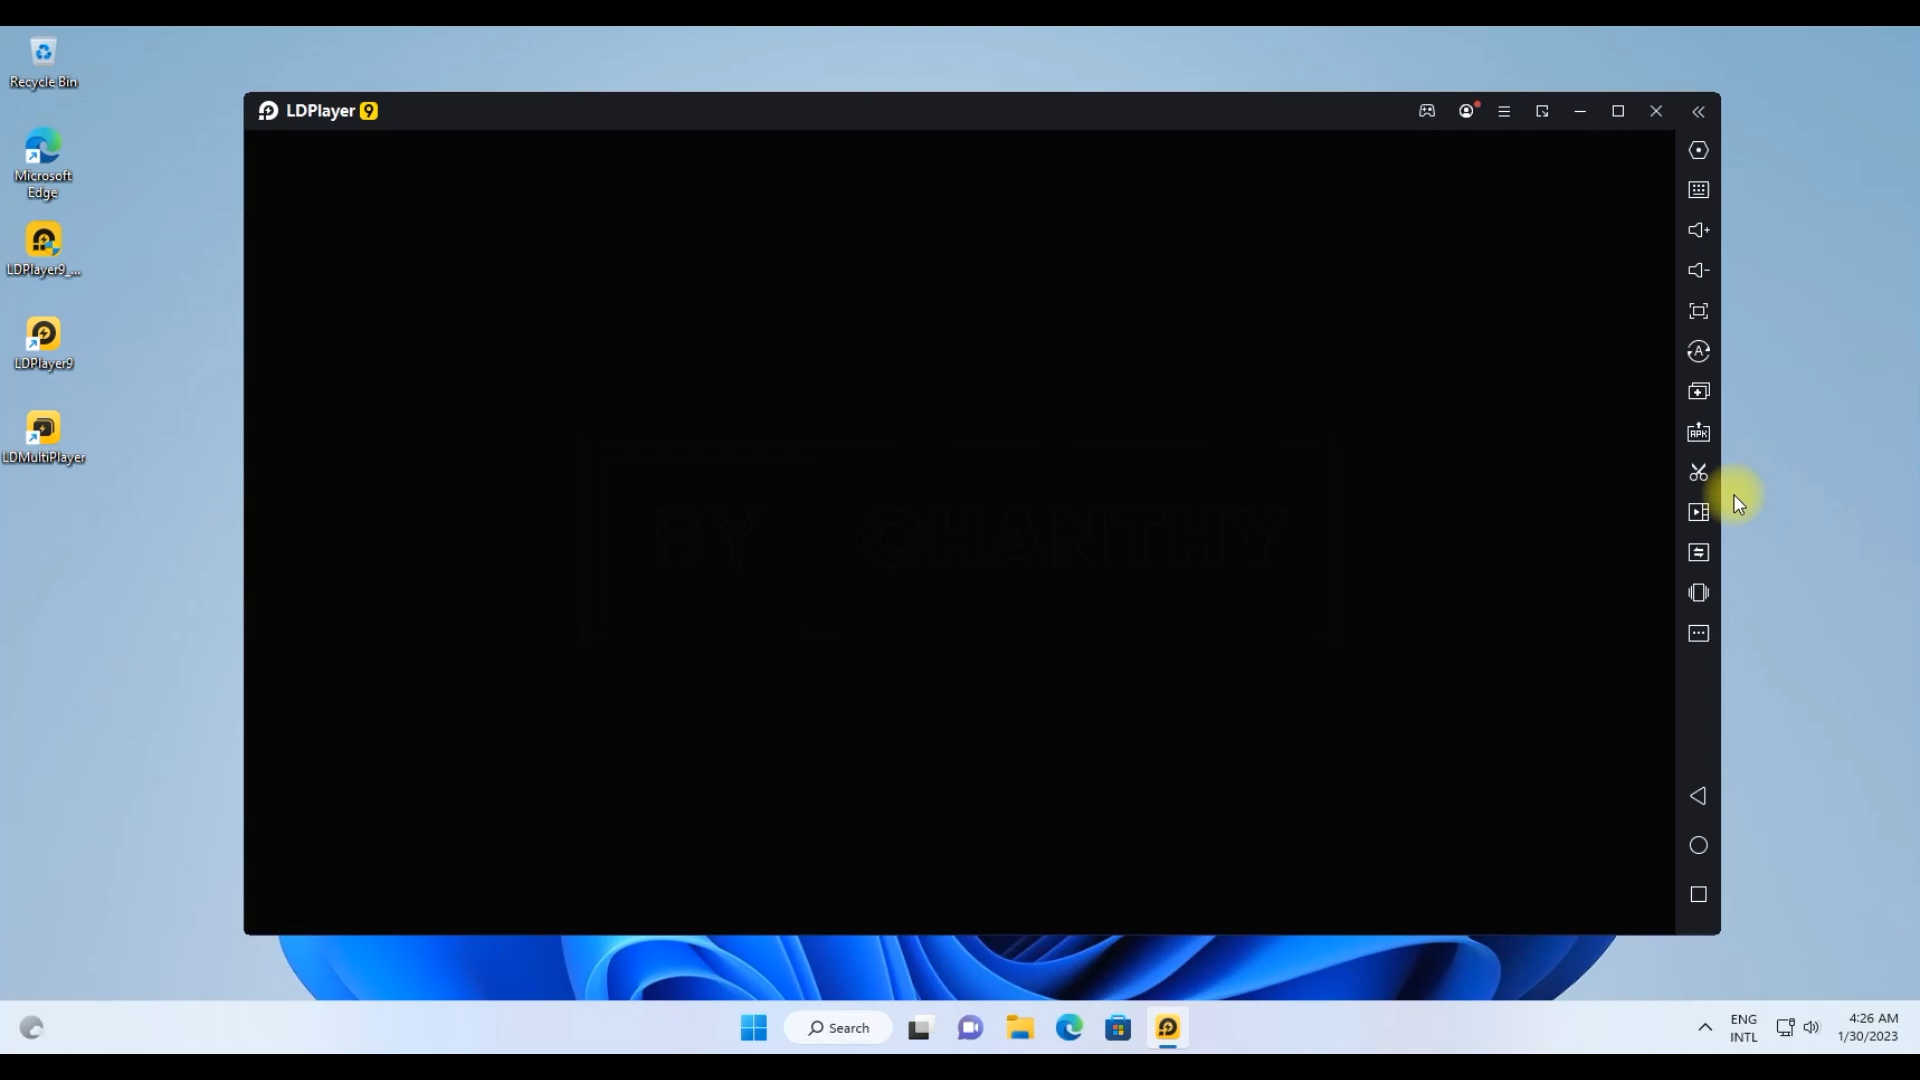 Recycle Bin
Microsoft
Edge
LDPlayer9_...
LDPlayer9
LDMultiPlayer
LDPlayer 9
APK
A
BY CHANTHY
Search
ENG
INTL
4:26 AM
1/30/2023